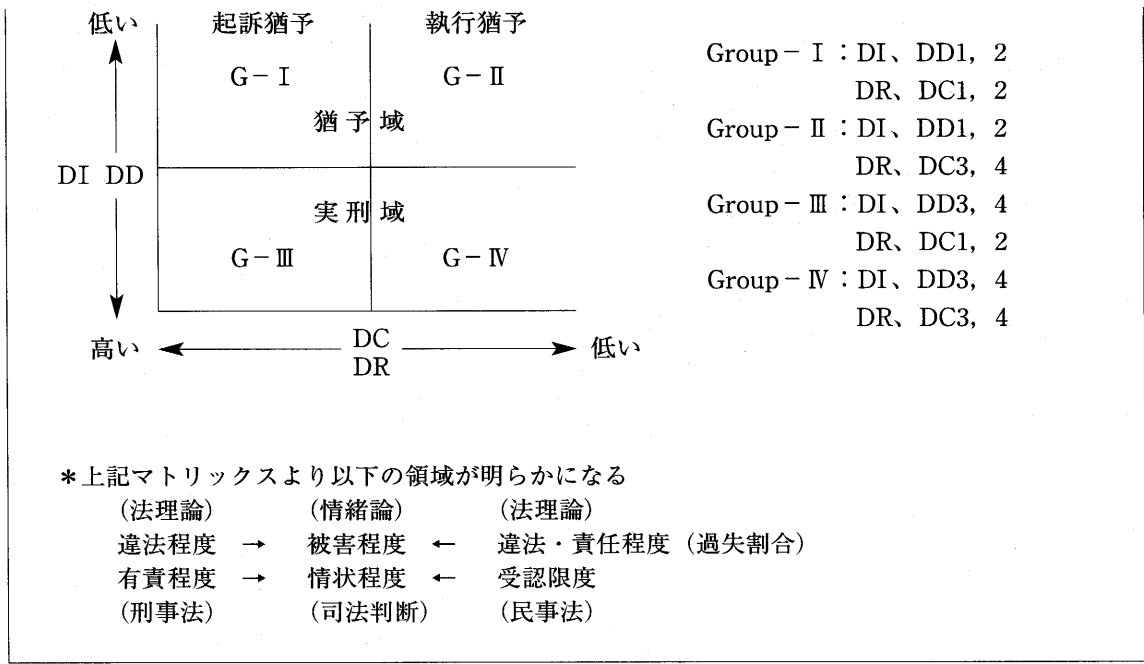 低い 起訴猶予 執行猶予
G－Ⅰ G－Ⅱ
猶予域
DI DD
実刑域
G－Ⅲ G－Ⅳ
高い DC 低い
DR
Group－Ⅰ：DI、DD1, 2
DR、DC1, 2
Group－Ⅱ：DI、DD1, 2
DR、DC3, 4
Group－Ⅲ：DI、DD3, 4
DR、DC1, 2
Group－Ⅳ：DI、DD3, 4
DR、DC3, 4
＊上記マトリックスより以下の領域が明らかになる
（法理論） （情緒論） （法理論）
違法程度 → 被害程度 ← 違法・責任程度（過失割合）
有責程度 → 情状程度 ← 受認限度
（刑事法） （司法判断） （民事法）